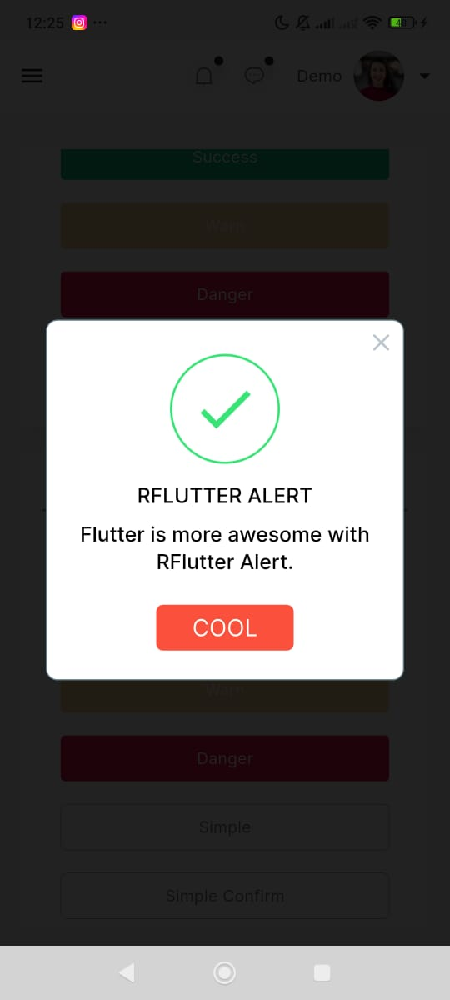 12:25
48
Demo
Success
Warn
Danger
RFLUTTER ALERT
Flutter is more awesome with
RFlutter Alert.
COOL
Warn
Danger
Simple
Simple Confirm